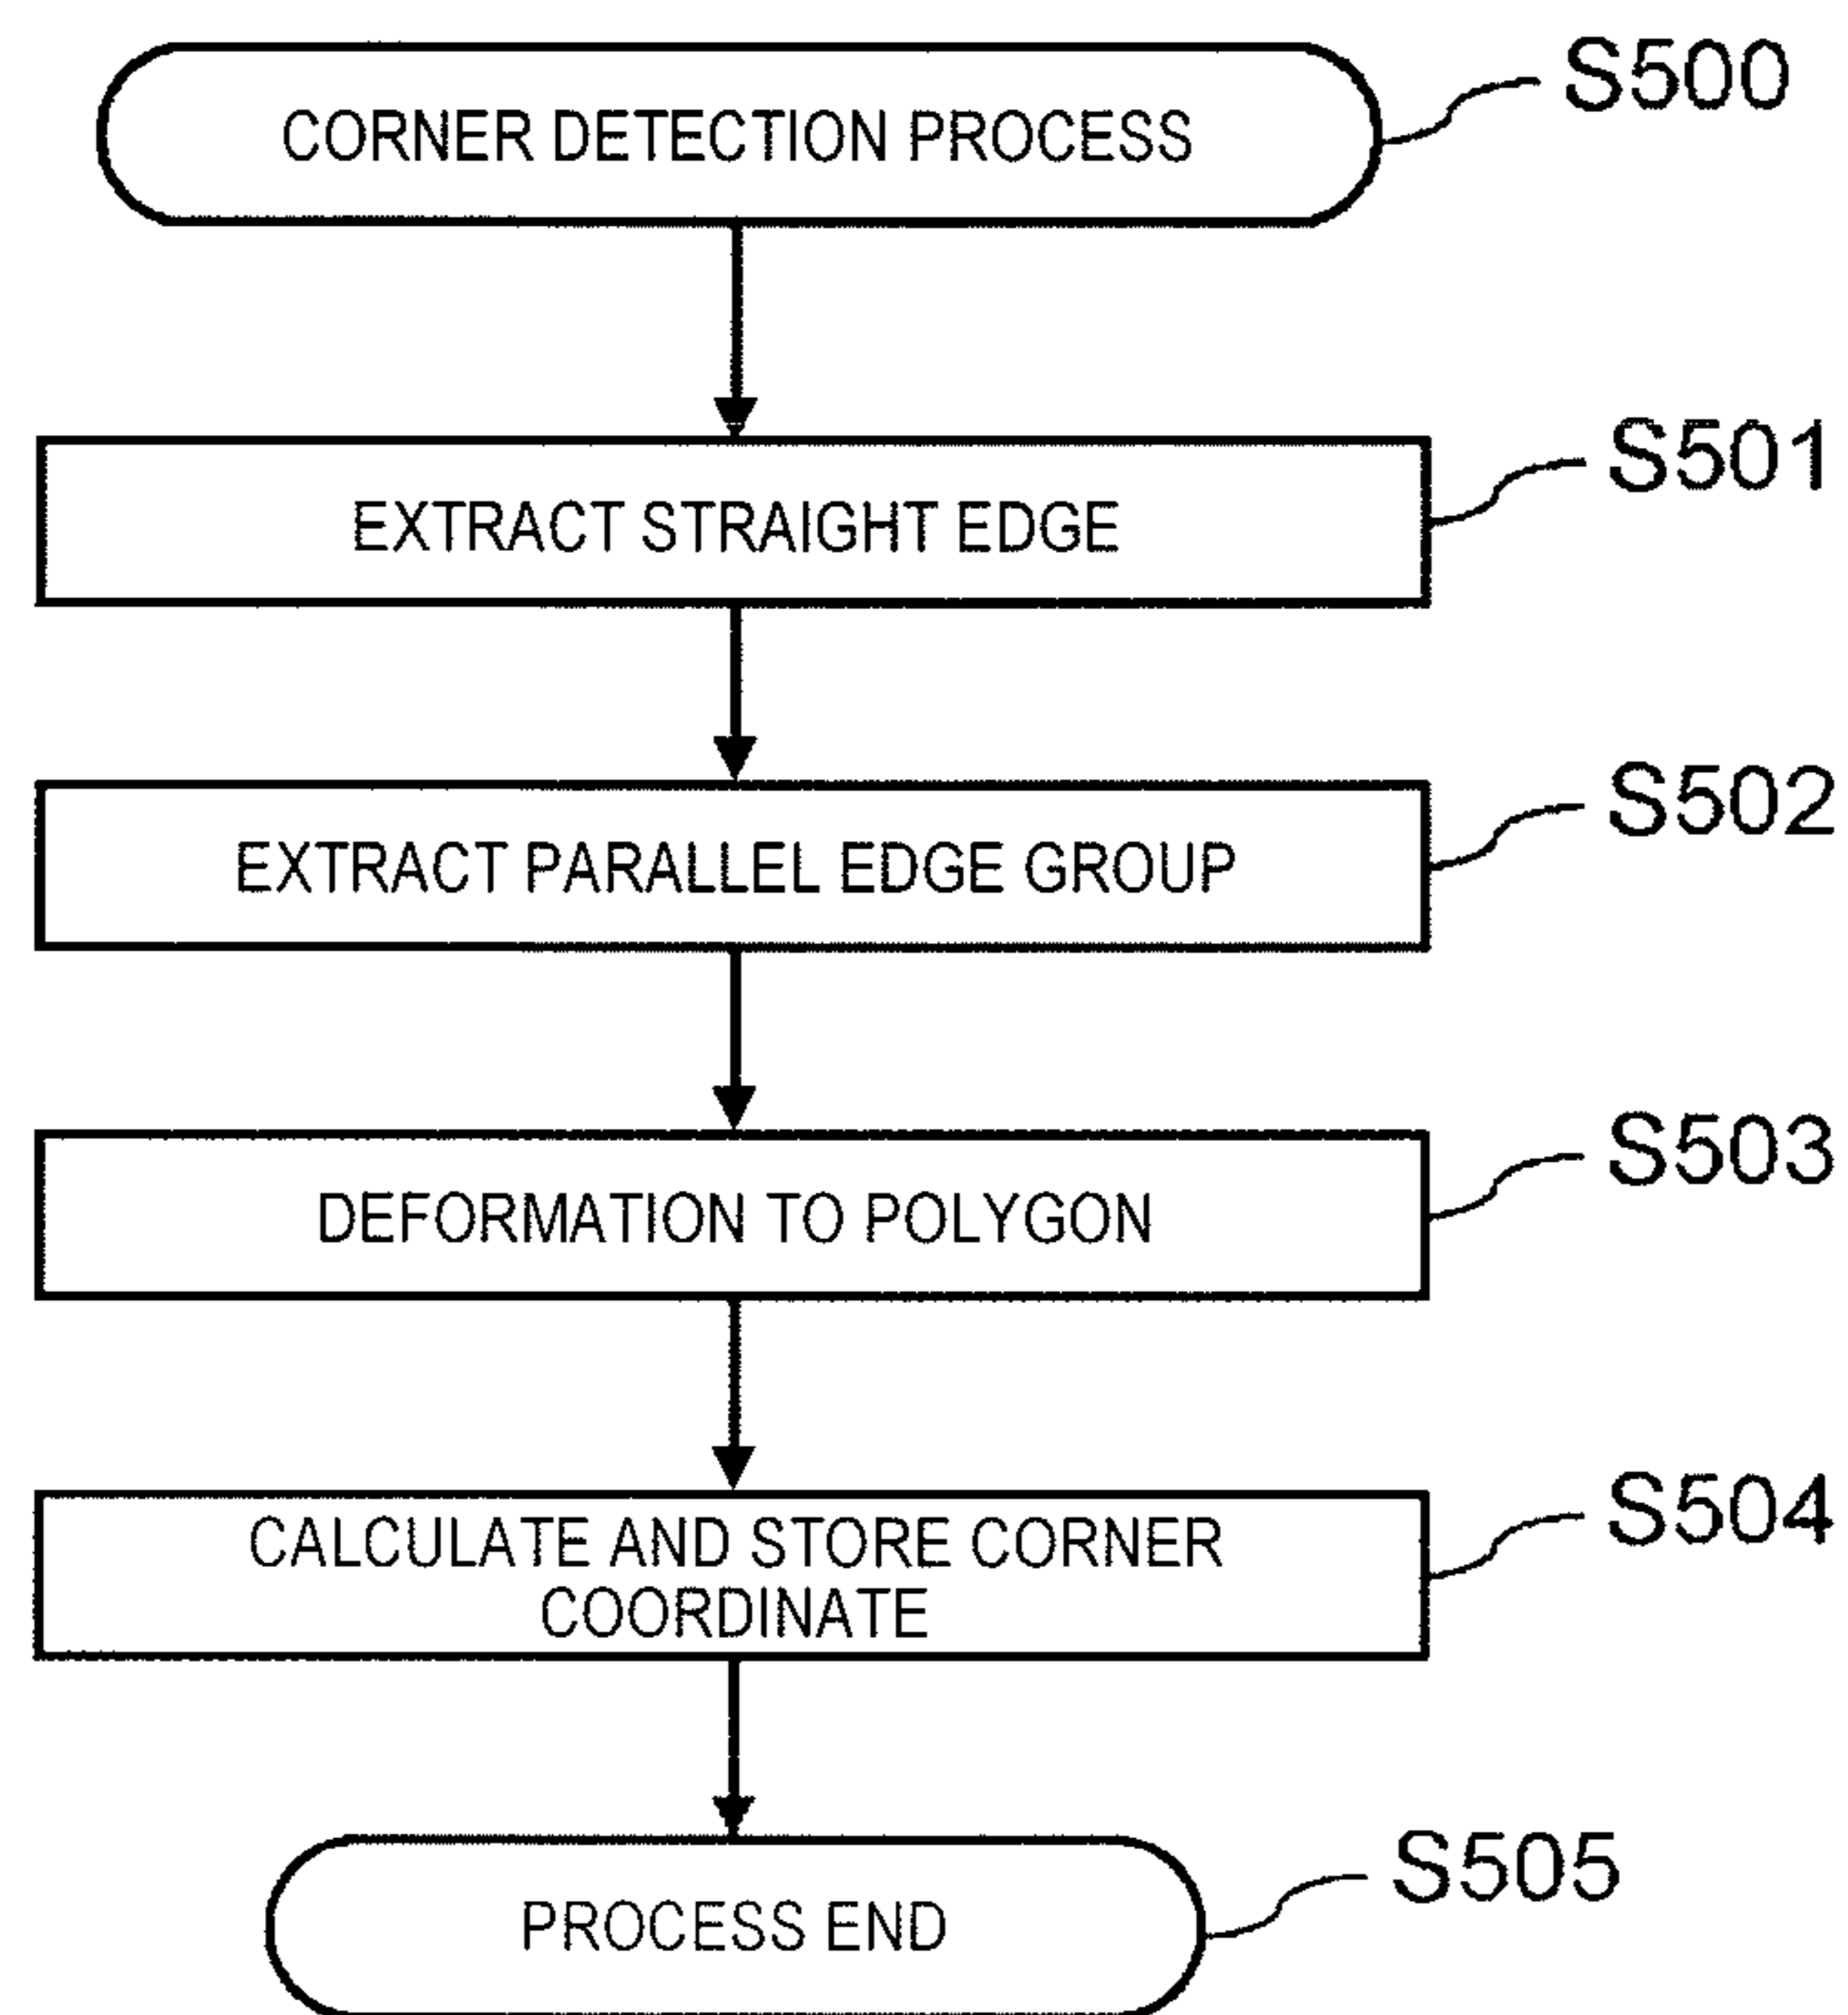 S500
CORNER DETECTION PROCESS
S501
EXTRACT STRAIGHT EDGE
S502
EXTRACT PARALLEL EDGE GROUP
S503
DEFORMATION TO POLYGON
S504
CALCULATE AND STORE CORNER
COORDINATE
S505
PROCESS END